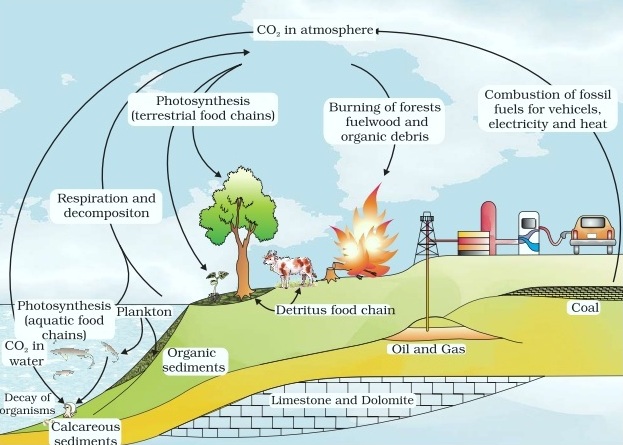 CO₂ in atmosphere
Photosynthesis
(terrestrial food chains)
Burning of forests
fuelwood and
organic debris
Combustion of fossil
fuels for vehicels,
electricity and heat
Respiration and
decompositon
Photosynthesis
(aquatic food
chains)
Plankton
CO₂ in
water
Detritus food chain
Coal
Oil and Gas
Organic
sediments
Limestone and Dolomite
Decay of
organisms
Calcareous
sediments